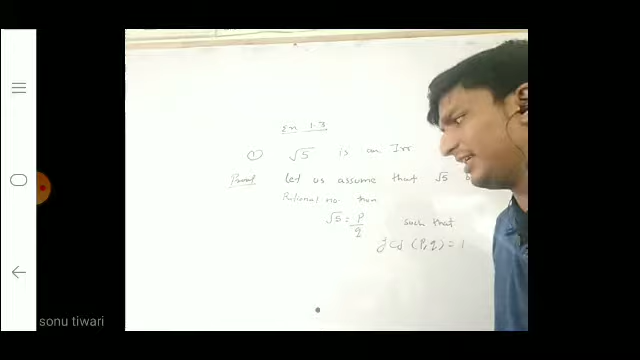 Ex 1.3
① √5 is an Irr
Proof Let us assume that √5
Rational no. then
√5 = p/q such that
gcd (p, q) = 1
sonu tiwari